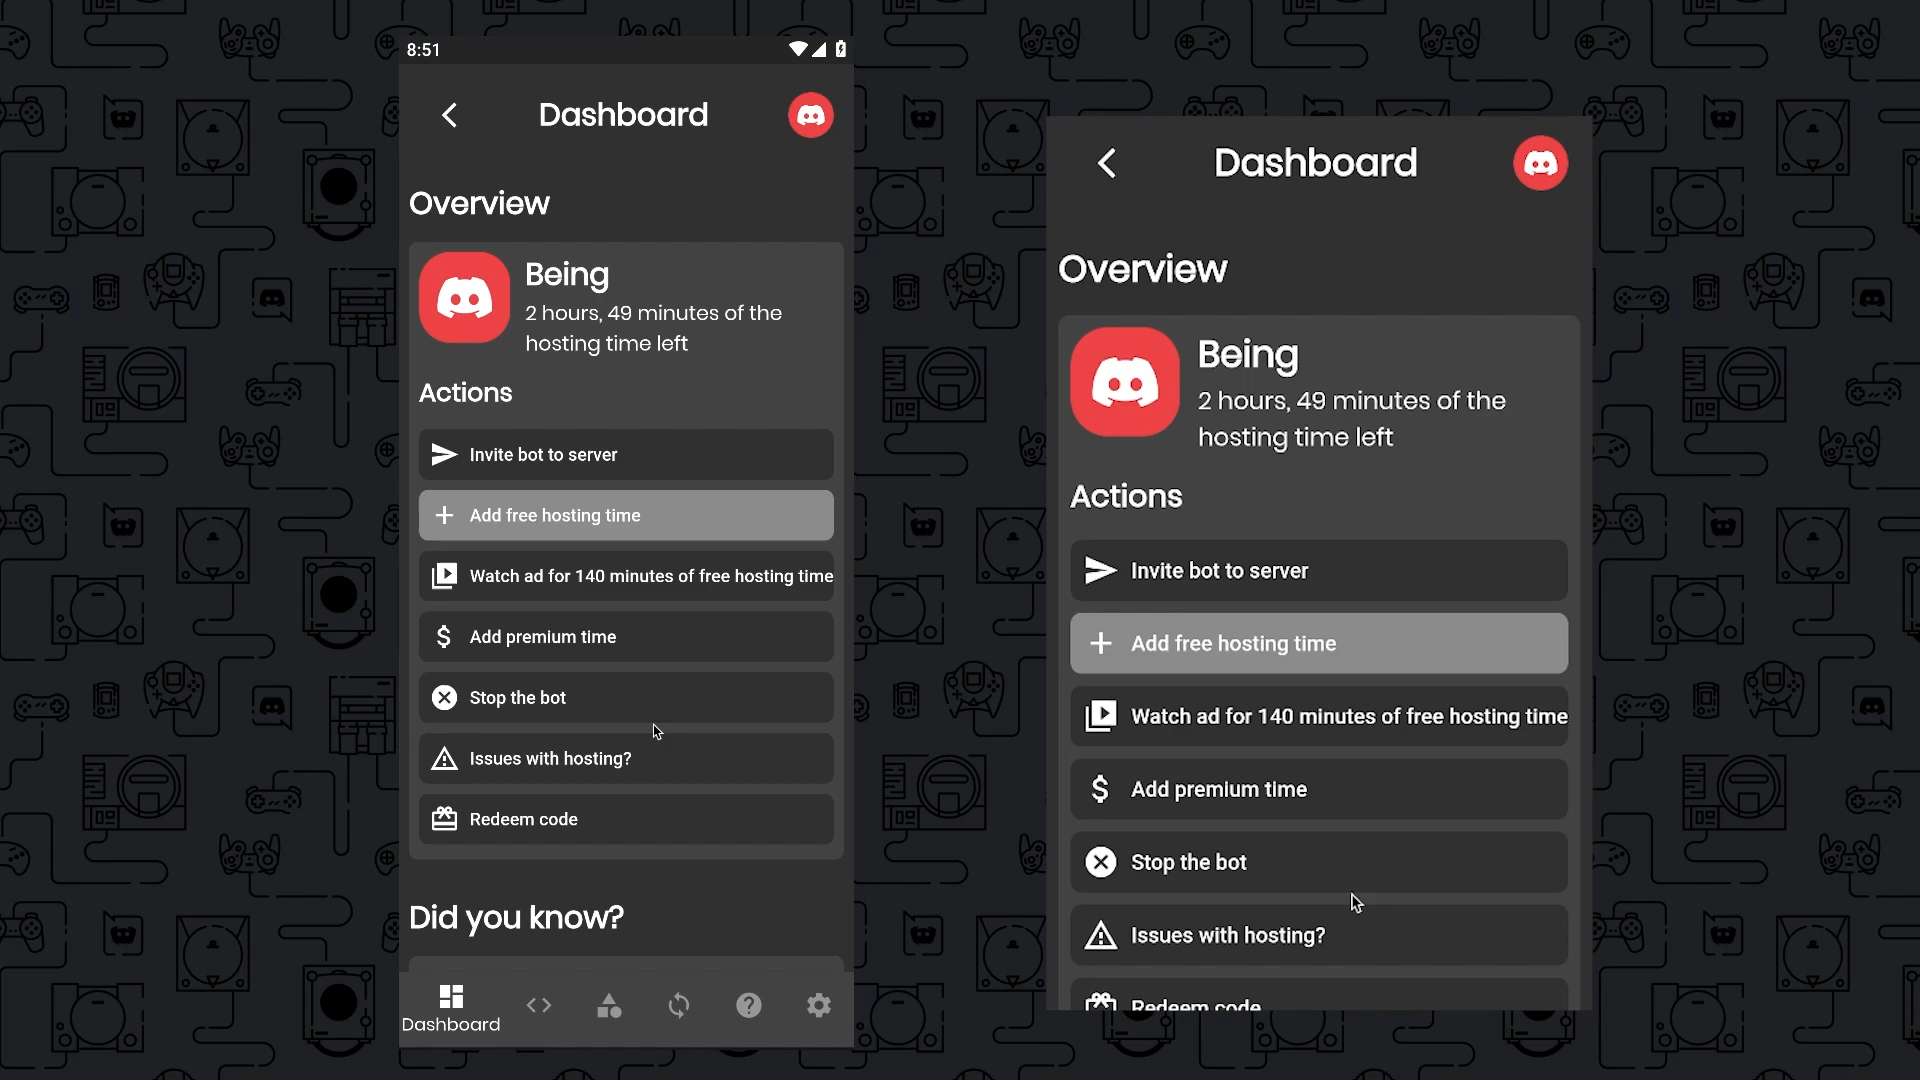 8:51
Dashboard
Overview
Being
2 hours, 49 minutes of the
hosting time left
Actions
Invite bot to server
Add free hosting time
Watch ad for 140 minutes of free hosting time
Add premium time
Stop the bot
Issues with hosting?
Redeem code
Did you know?
Dashboard
Dashboard
Overview
Being
2 hours, 49 minutes of the
hosting time left
Actions
Invite bot to server
Add free hosting time
Watch ad for 140 minutes of free hosting time
Add premium time
Stop the bot
Issues with hosting?
Redeem code